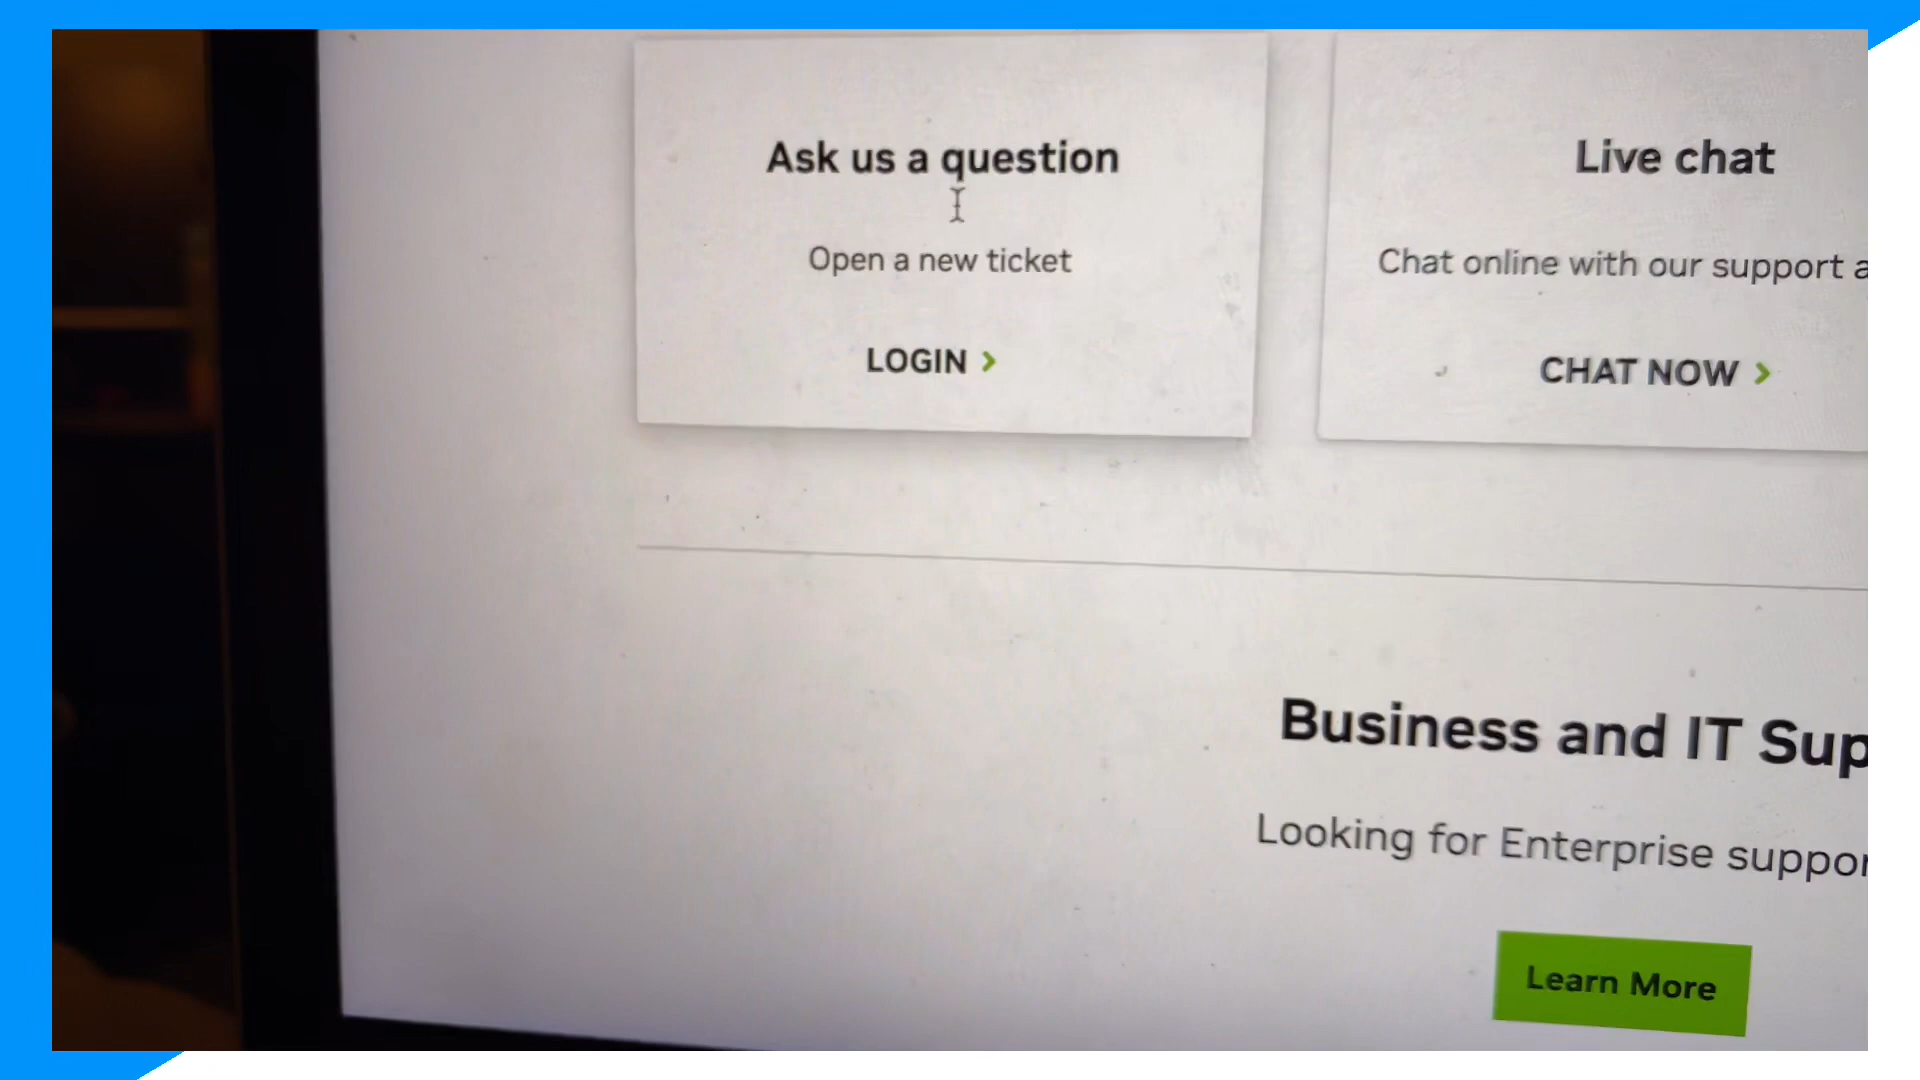 Ask us a question
Open a new ticket
LOGIN
Live chat
Chat online with our support
CHAT NOW
Business and IT Sup
Looking for Enterprise suppor
Learn More